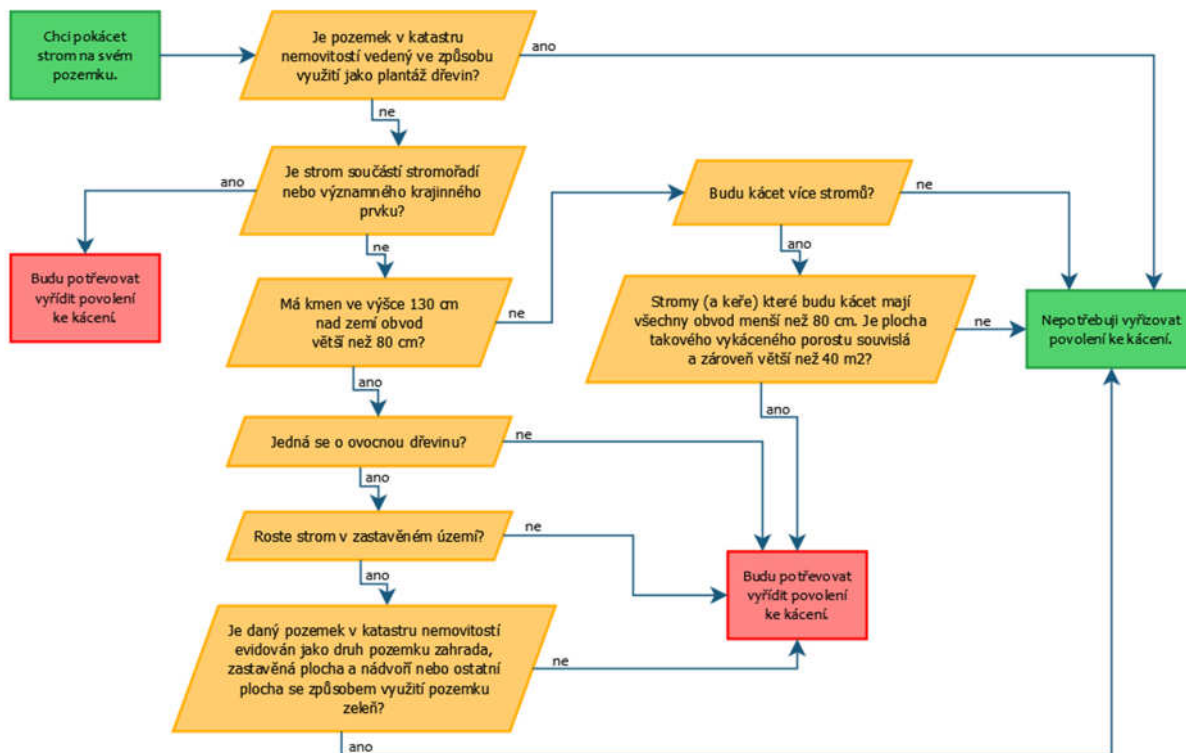 Chci pokácet
strom na svém
pozemku.
Je pozemek v katastru
nemovitostí vedený ve způsobu
využití jako plantáž dřevin?
ano
ne
Je strom součástí stromořadí
nebo významného krajinného
prvku?
ano
ne
Budu potřevovat
vyřídit povolení
ke kácení.
Má kmen ve výšce 130 cm
nad zemí obvod
větší než 80 cm?
ne
ano
Budu kácet více stromů?
ne
ano
Stromy (a keře) které budu kácet mají
všechny obvod menší než 80 cm. Je plocha
takového vykáceného porostu souvislá
a zároveň větší než 40 m2?
ne
ano
Nepotřebuji vyřizovat
povolení ke kácení.
Jedná se o ovocnou dřevinu?
ne
ano
Roste strom v zastavěném území?
ne
ano
Budu potřevovat
vyřídit povolení
ke kácení.
Je daný pozemek v katastru nemovitostí
evidován jako druh pozemku zahrada,
zastavěná plocha a nádvoří nebo ostatní
plocha se způsobem využití pozemku
zeleň?
ne
ano